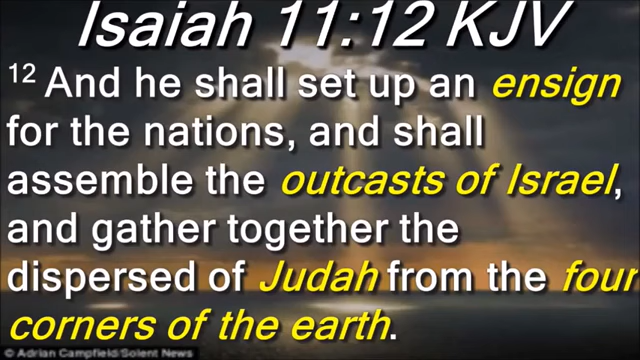 Isaiah 11:12 KJV
12 And he shall set up an ensign
for the nations, and shall
assemble the outcasts of Israel,
and gather together the
dispersed of Judah from the four
corners of the earth.
© Adrian Campfield/Solent News